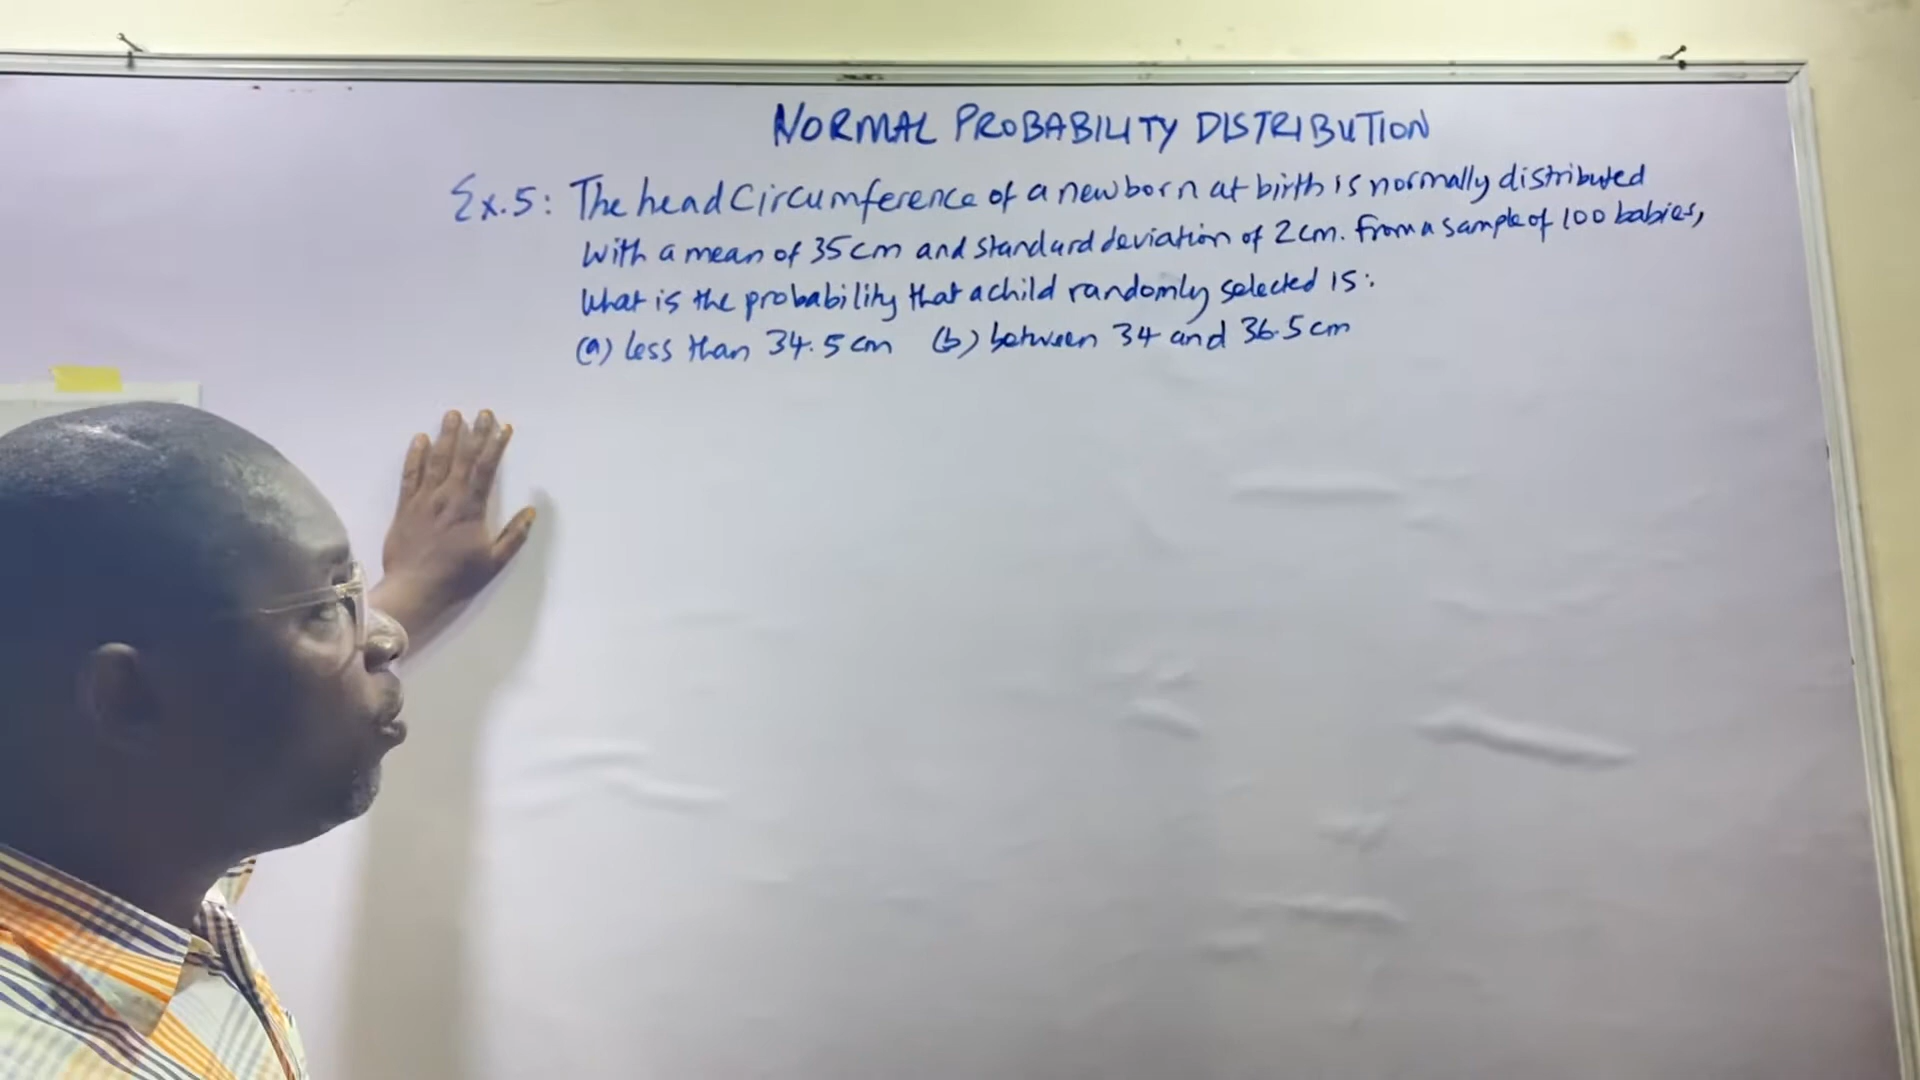 NORMAL PROBABILITY DISTRIBUTION
Ex.5: The head circumference of a newborn at birth is normally distributed
with a mean of 35cm and standard deviation of 2cm. From a sample of 100 babies,
What is the probability that a child randomly selected is:
(a) less than 34.5cm (b) between 34 and 36.5cm